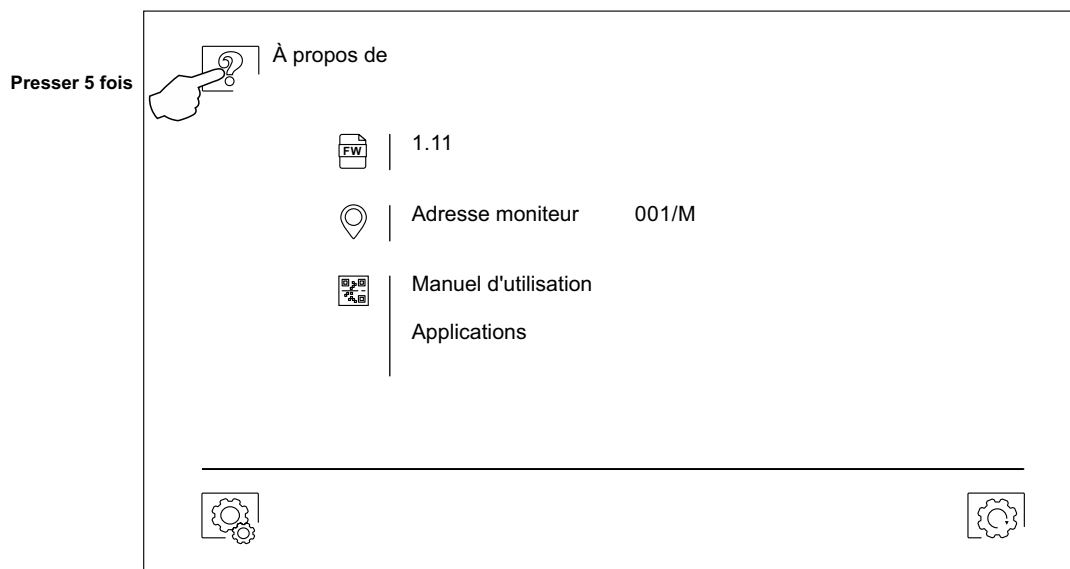 À propos de
Presser 5 fois
FW
1.11
Adresse moniteur 001/M
Manuel d'utilisation
Applications